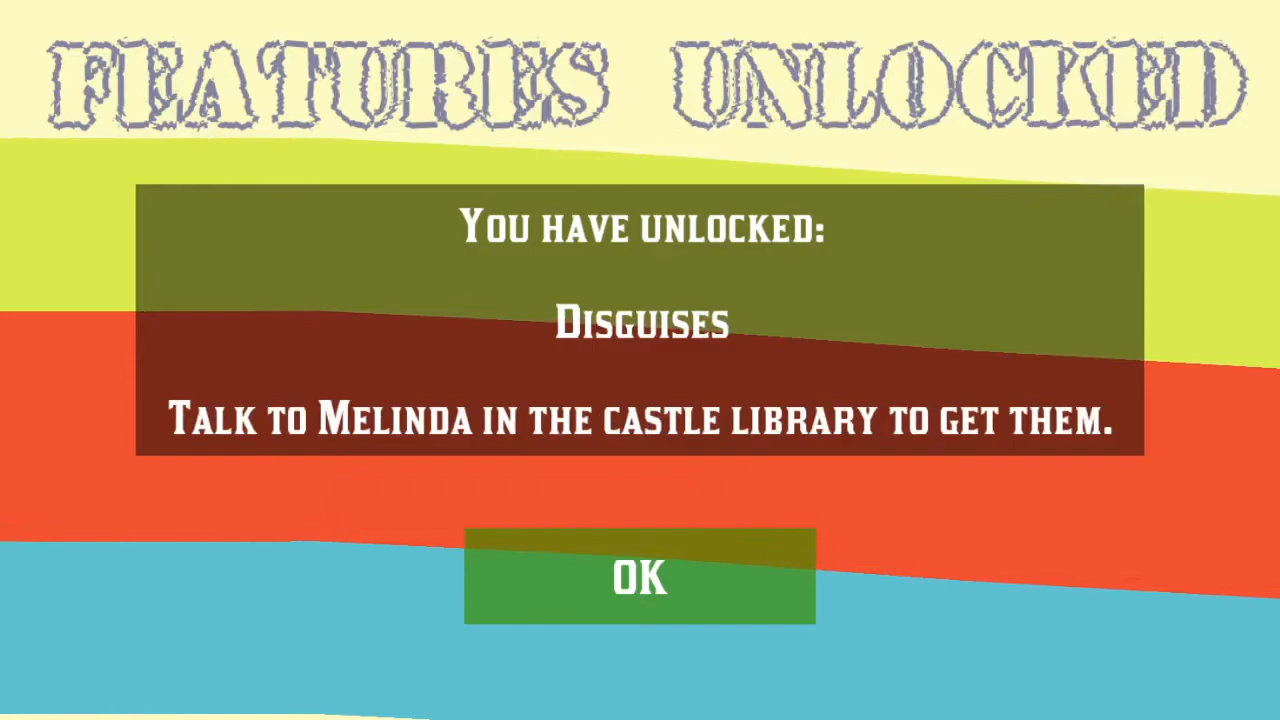 FEATURES UNLOCKED
You have unlocked:
Disguises
Talk to Melinda in the castle library to get them.
OK